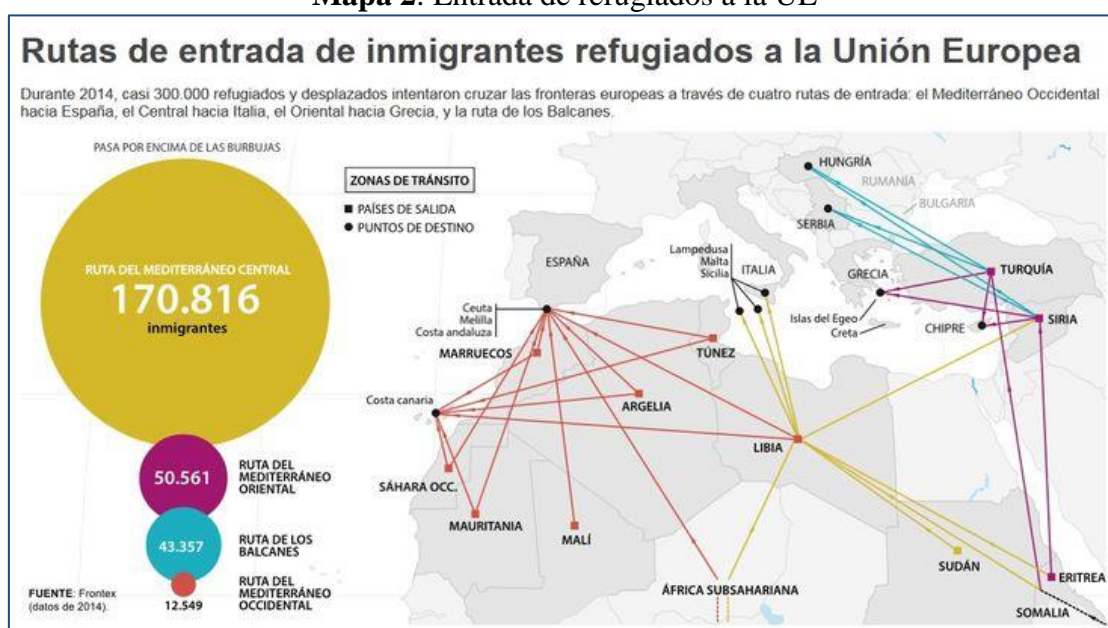 Mapa 2: Entrada de refugiados a la UE
Rutas de entrada de inmigrantes refugiados a la Unión Europea
Durante 2014, casi 300.000 refugiados y desplazados intentaron cruzar las fronteras europeas a través de cuatro rutas de entrada: el Mediterráneo Occidental
hacia España, el Central hacia Italia, el Oriental hacia Grecia, y la ruta de los Balcanes.
PASA POR ENCIMA DE LAS BURBUJAS
RUTA DEL MEDITERRÁNEO CENTRAL
170.816
inmigrantes
50.561
RUTA DEL
MEDITERRÁNEO
ORIENTAL
43.357
RUTA DE LOS
BALCANES
12.549
RUTA DEL
MEDITERRÁNEO
OCCIDENTAL
FUENTE: Frontex
(datos de 2014).
ZONAS DE TRÁNSITO
PAÍSES DE SALIDA
PUNTOS DE DESTINO
HUNGRÍA
RUMANÍA
BULGARIA
SERBIA
Lampedusa
Malta
Sicilia
ITALIA
ESPAÑA
GRECIA
TURQUÍA
Islas del Egeo
Creta
CHIPRE
SIRIA
Ceuta
Melilla
Costa andaluza
MARRUECOS
TÚNEZ
Costa canaria
ARGELIA
LIBIA
SÁHARA OCC.
MAURITANIA
MALÍ
SUDÁN
ERITREA
ÁFRICA SUBSAHARIANA
SOMALIA